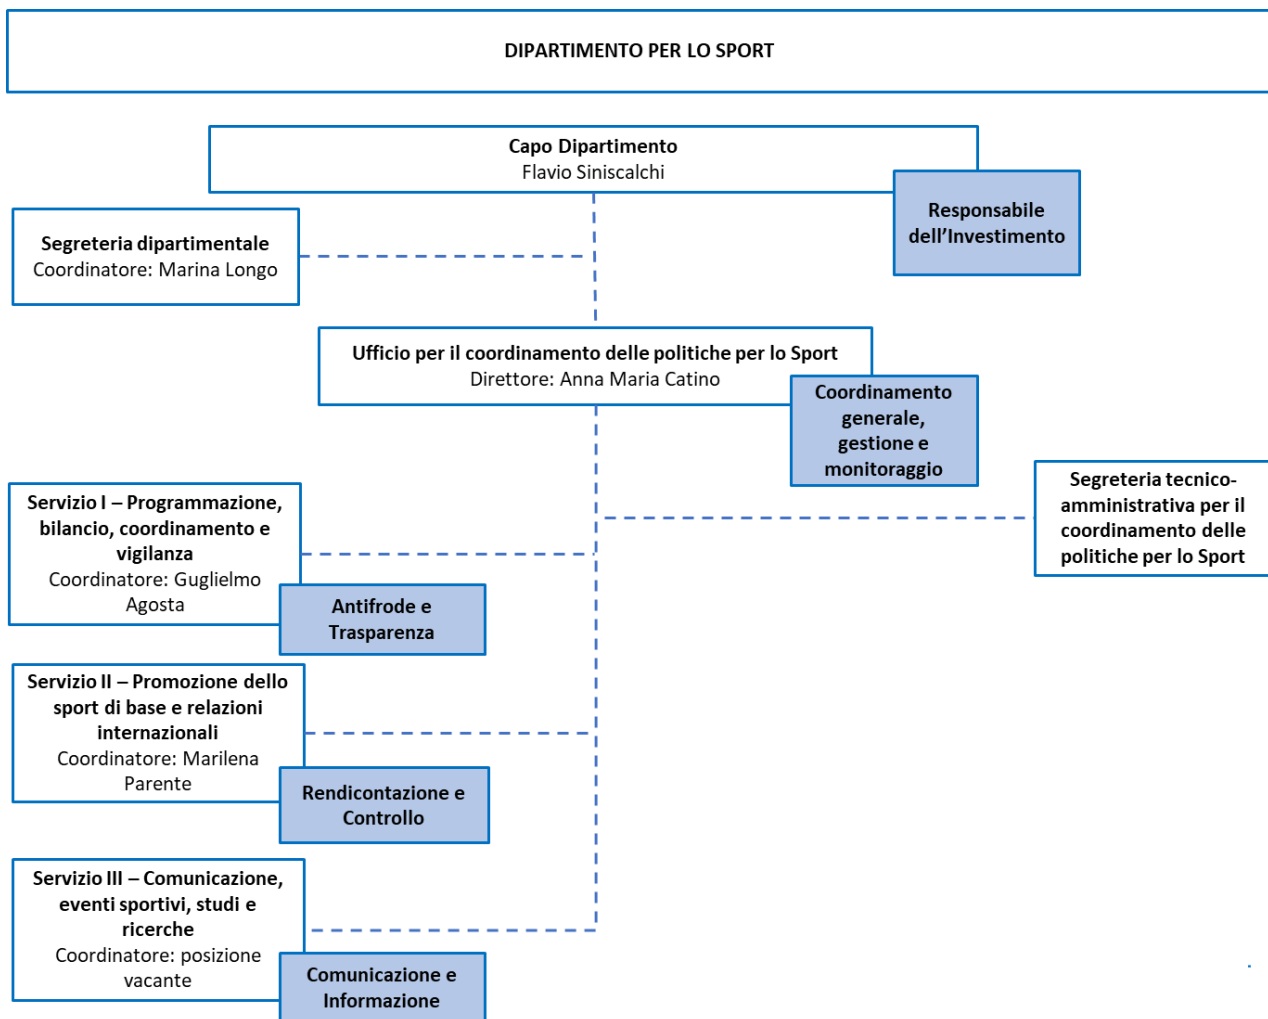 DIPARTIMENTO PER LO SPORT
Capo Dipartimento
Flavio Siniscalchi
Responsabile
dell’Investimento
Segreteria dipartimentale
Coordinatore: Marina Longo
Ufficio per il coordinamento delle politiche per lo Sport
Direttore: Anna Maria Catino
Coordinamento
generale,
gestione e
monitoraggio
Segreteria tecnico-
amministrativa per il
coordinamento delle
politiche per lo Sport
Servizio I – Programmazione,
bilancio, coordinamento e
vigilanza
Coordinatore: Guglielmo
Agosta
Antifrode e
Trasparenza
Servizio II – Promozione dello
sport di base e relazioni
internazionali
Coordinatore: Marilena
Parente
Rendicontazione e
Controllo
Servizio III – Comunicazione,
eventi sportivi, studi e
ricerche
Coordinatore: posizione
vacante
Comunicazione e
Informazione